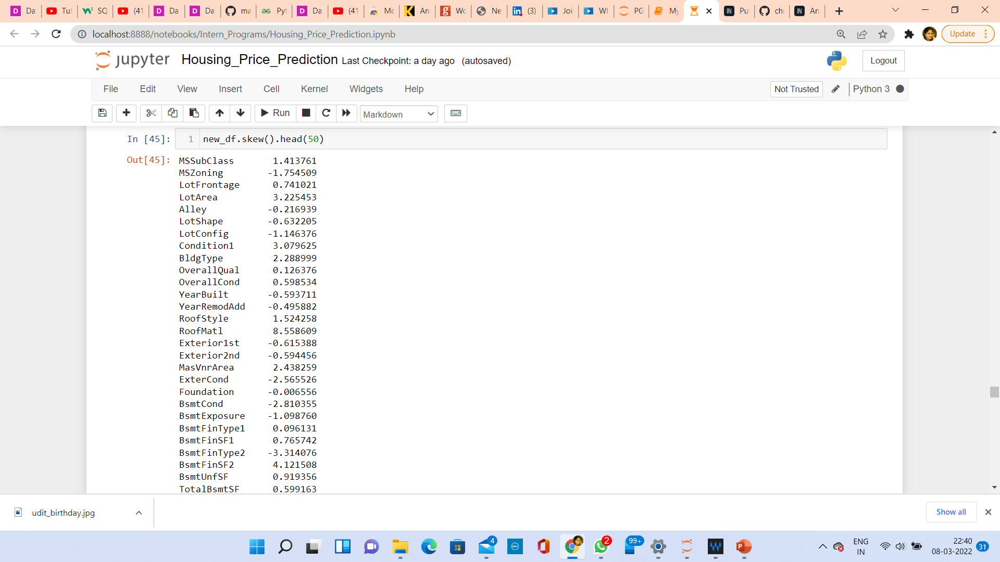 Da
Tut
SQ
(41
Da
Da
ma
Pyt
Da
(41
Mo
An
Wo
Ne
(3)
Joi
Wh
PG
My
Pu
chr
An
localhost:8888/notebooks/Intern_Programs/Housing_Price_Prediction.ipynb
Update
jupyter Housing_Price_Prediction Last Checkpoint: a day ago (autosaved)
Logout
File Edit View Insert Cell Kernel Widgets Help
Not Trusted
Python 3
Run
Markdown
In [45]: 1 new_df.skew().head(50)
Out[45]: MSSubClass 1.413761
MSZoning -1.754509
LotFrontage 0.741021
LotArea 3.225453
Alley -0.216939
LotShape -0.632205
LotConfig -1.146376
Condition1 3.079625
BldgType 2.288999
OverallQual 0.126376
OverallCond 0.598534
YearBuilt -0.593711
YearRemodAdd -0.495882
RoofStyle 1.524258
RoofMatl 8.558609
Exterior1st -0.615388
Exterior2nd -0.594456
MasVnrArea 2.438259
ExterCond -2.565526
Foundation -0.006556
BsmtCond -2.810355
BsmtExposure -1.098760
BsmtFinType1 0.096131
BsmtFinSF1 0.765742
BsmtFinType2 -3.314076
BsmtFinSF2 4.121508
BsmtUnfSF 0.919356
TotalBsmtSF 0.599163
udit_birthday.jpg
Show all
4
2
99+
ENG
IN
22:40
08-03-2022
31